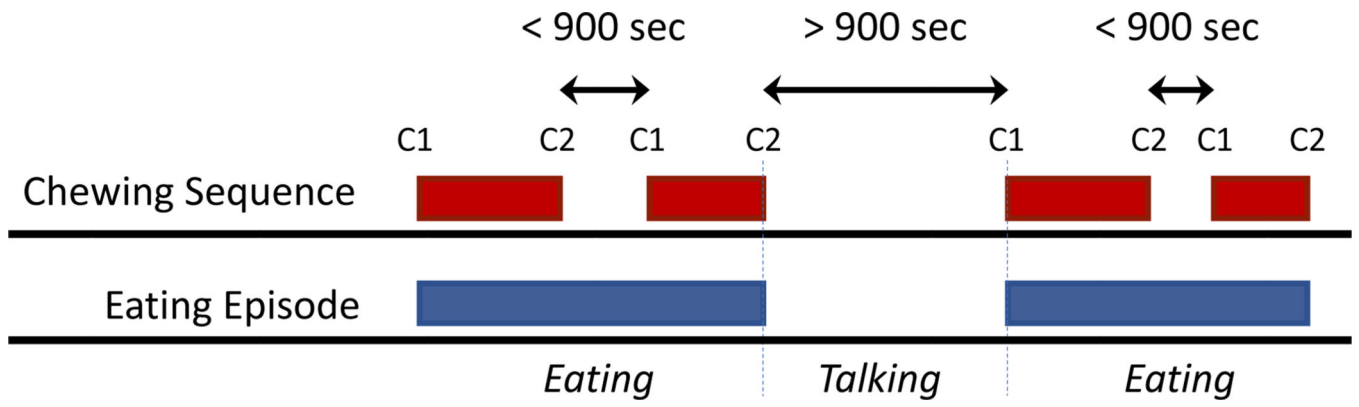 < 900 sec > 900 sec < 900 sec
C1 C2 C1 C2 C1 C2 C1 C2
Chewing Sequence
Eating Episode
Eating Talking Eating